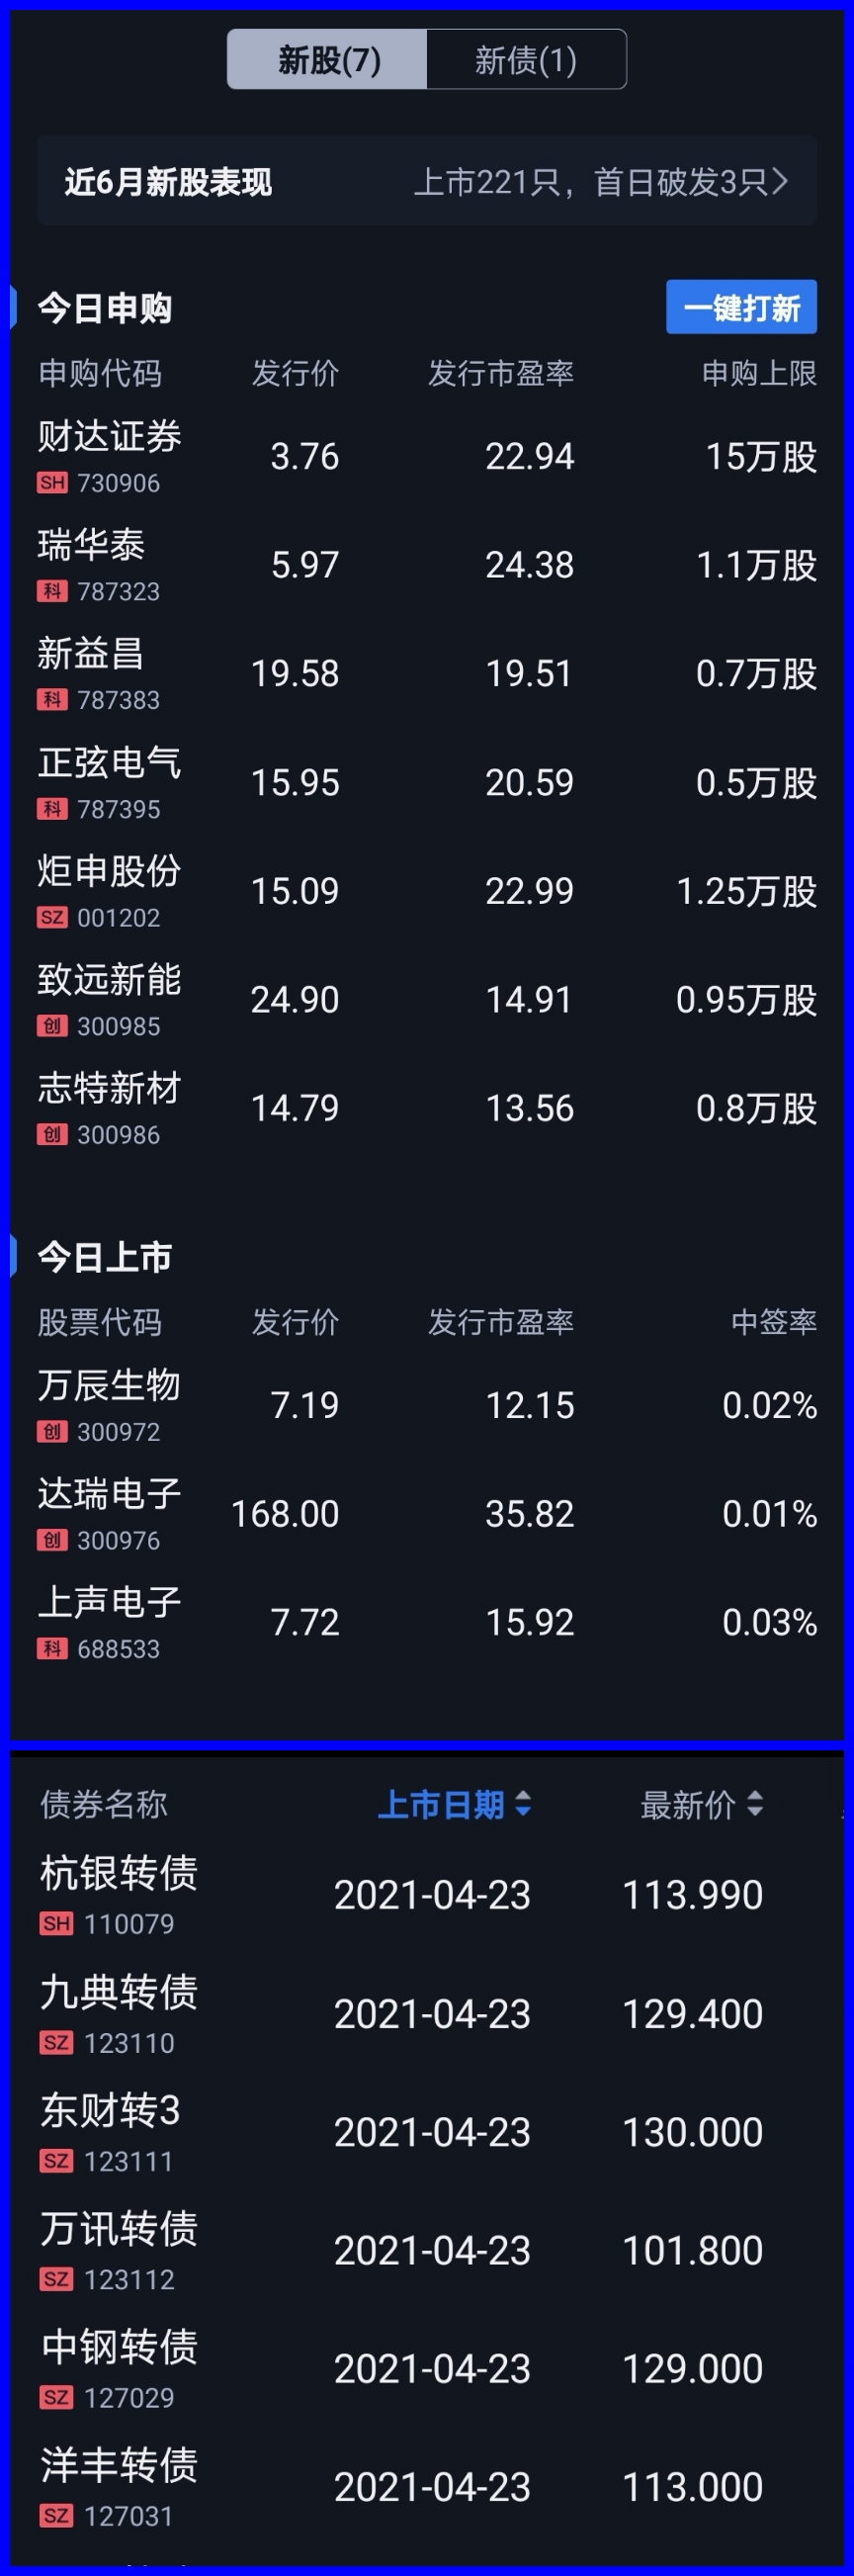 新股(7) 新债(1)
近6月新股表现 上市221只，首日破发3只
今日申购 一键打新
申购代码 发行价 发行市盈率 申购上限
财达证券 3.76 22.94 15万股
SH 730906
瑞华泰 5.97 24.38 1.1万股
科 787323
新益昌 19.58 19.51 0.7万股
科 787383
正弦电气 15.95 20.59 0.5万股
科 787395
炬申股份 15.09 22.99 1.25万股
SZ 001202
致远新能 24.90 14.91 0.95万股
创 300985
志特新材 14.79 13.56 0.8万股
创 300986
今日上市
股票代码 发行价 发行市盈率 中签率
万辰生物 7.19 12.15 0.02%
创 300972
达瑞电子 168.00 35.82 0.01%
创 300976
上声电子 7.72 15.92 0.03%
科 688533
债券名称 上市日期 最新价
杭银转债 2021-04-23 113.990
SH 110079
九典转债 2021-04-23 129.400
SZ 123110
东财转3 2021-04-23 130.000
SZ 123111
万讯转债 2021-04-23 101.800
SZ 123112
中钢转债 2021-04-23 129.000
SZ 127029
洋丰转债 2021-04-23 113.000
SZ 127031